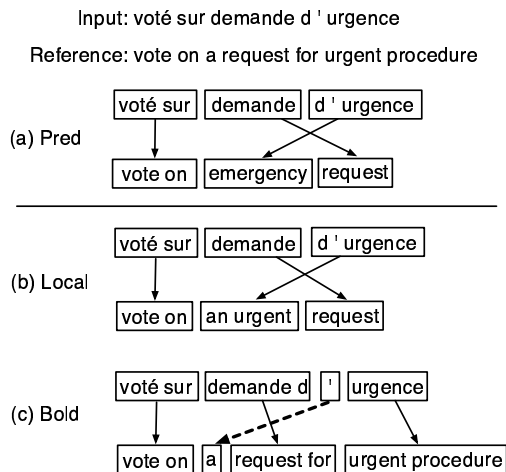 Input: voté sur demande d ' urgence
Reference: vote on a request for urgent procedure
voté sur demande d ' urgence
(a) Pred
vote on emergency request
voté sur demande d ' urgence
(b) Local
vote on an urgent request
voté sur demande d ' urgence
(c) Bold
vote on a request for urgent procedure